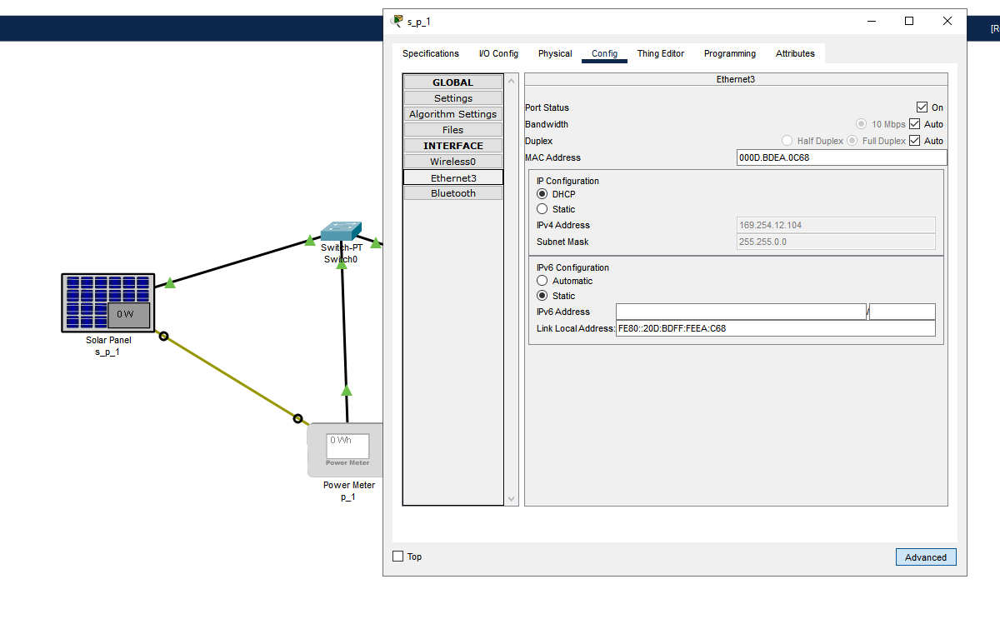 s_p_1
[R
Specifications I/O Config Physical Config Thing Editor Programming Attributes
GLOBAL
Settings
Algorithm Settings
Files
INTERFACE
Wireless0
Ethernet3
Bluetooth
Ethernet3
Port Status On
Bandwidth 10 Mbps Auto
Duplex Half Duplex Full Duplex Auto
MAC Address 000D.BDEA.0C68
IP Configuration
DHCP
Static
IPv4 Address 169.254.12.104
Subnet Mask 255.255.0.0
IPv6 Configuration
Automatic
Static
IPv6 Address /
Link Local Address: FE80::20D:BDFF:FEEA:C68
Top Advanced
Switch-PT
Switch0
0 W
Solar Panel
s_p_1
0 Wh
Power Meter
Power Meter
p_1